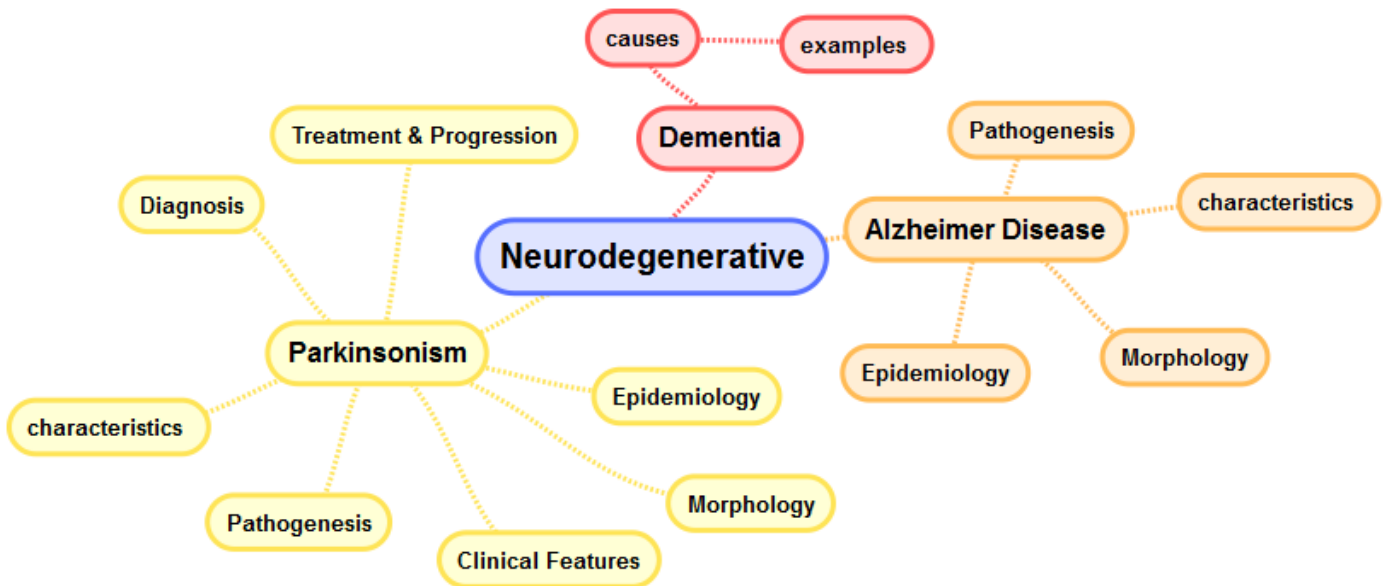 causes
examples
Dementia
Treatment & Progression
Pathogenesis
Diagnosis
characteristics
Alzheimer Disease
Neurodegenerative
Parkinsonism
Epidemiology
Morphology
Epidemiology
characteristics
Morphology
Pathogenesis
Clinical Features